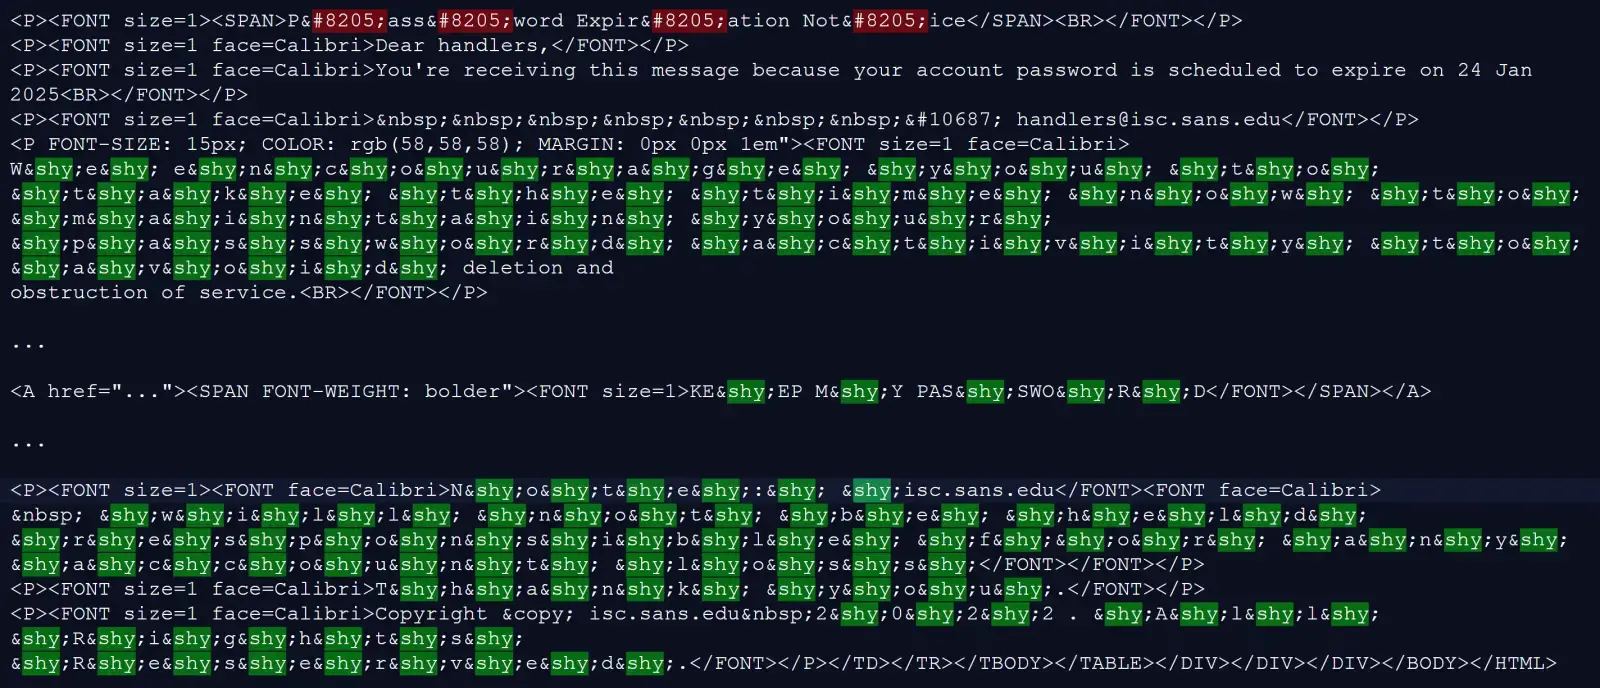 <P><FONT size=1><SPAN>P&#8205;ass&#8205;word Expir&#8205;ation Not&#8205;ice</SPAN><BR></FONT></P>
<P><FONT size=1 face=Calibri>Dear handlers,</FONT></P>
<P><FONT size=1 face=Calibri>You're receiving this message because your account password is scheduled to expire on 24 Jan
2025<BR></FONT></P>
<P><FONT size=1 face=Calibri>&nbsp;&nbsp;&nbsp;&nbsp;&nbsp;&nbsp;&nbsp;&#10687; handlers@isc.sans.edu</FONT></P>
<P FONT-SIZE: 15px; COLOR: rgb(58,58,58); MARGIN: 0px 0px 1em"><FONT size=1 face=Calibri>
W&shy;e&shy; e&shy;n&shy;c&shy;o&shy;u&shy;r&shy;a&shy;g&shy;e&shy; &shy;y&shy;o&shy;u&shy; &shy;t&shy;o&shy;
&shy;t&shy;a&shy;k&shy;e&shy; &shy;t&shy;h&shy;e&shy; &shy;t&shy;i&shy;m&shy;e&shy; &shy;n&shy;o&shy;w&shy; &shy;t&shy;o&shy;
&shy;m&shy;a&shy;i&shy;n&shy;t&shy;a&shy;i&shy;n&shy; &shy;y&shy;o&shy;u&shy;r&shy;
&shy;p&shy;a&shy;s&shy;s&shy;w&shy;o&shy;r&shy;d&shy; &shy;a&shy;c&shy;t&shy;i&shy;v&shy;i&shy;t&shy;y&shy; &shy;t&shy;o&shy;
&shy;a&shy;v&shy;o&shy;i&shy;d&shy; deletion and
obstruction of service.<BR></FONT></P>
...
<A href="..."><SPAN FONT-WEIGHT: bolder"><FONT size=1>KE&shy;EP M&shy;Y PAS&shy;SWO&shy;R&shy;D</FONT></SPAN></A>
...
<P><FONT size=1><FONT face=Calibri>N&shy;o&shy;t&shy;e&shy;:&shy; &shy;isc.sans.edu</FONT><FONT face=Calibri>
&nbsp; &shy;w&shy;i&shy;l&shy;l&shy; &shy;n&shy;o&shy;t&shy; &shy;b&shy;e&shy; &shy;h&shy;e&shy;l&shy;d&shy;
&shy;r&shy;e&shy;s&shy;p&shy;o&shy;n&shy;s&shy;i&shy;b&shy;l&shy;e&shy; &shy;f&shy;&shy;o&shy;r&shy; &shy;a&shy;n&shy;y&shy;
&shy;a&shy;c&shy;c&shy;o&shy;u&shy;n&shy;t&shy; &shy;l&shy;o&shy;s&shy;s&shy;</FONT></FONT></P>
<P><FONT size=1 face=Calibri>T&shy;h&shy;a&shy;n&shy;k&shy; &shy;y&shy;o&shy;u&shy;.</FONT></P>
<P><FONT size=1 face=Calibri>Copyright &copy; isc.sans.edu&nbsp;2&shy;0&shy;2&shy;2 . &shy;A&shy;l&shy;l&shy;
&shy;R&shy;i&shy;g&shy;h&shy;t&shy;s&shy;
&shy;R&shy;e&shy;s&shy;e&shy;r&shy;v&shy;e&shy;d&shy;.</FONT></P></TD></TR></TBODY></TABLE></DIV></DIV></DIV></BODY></HTML>